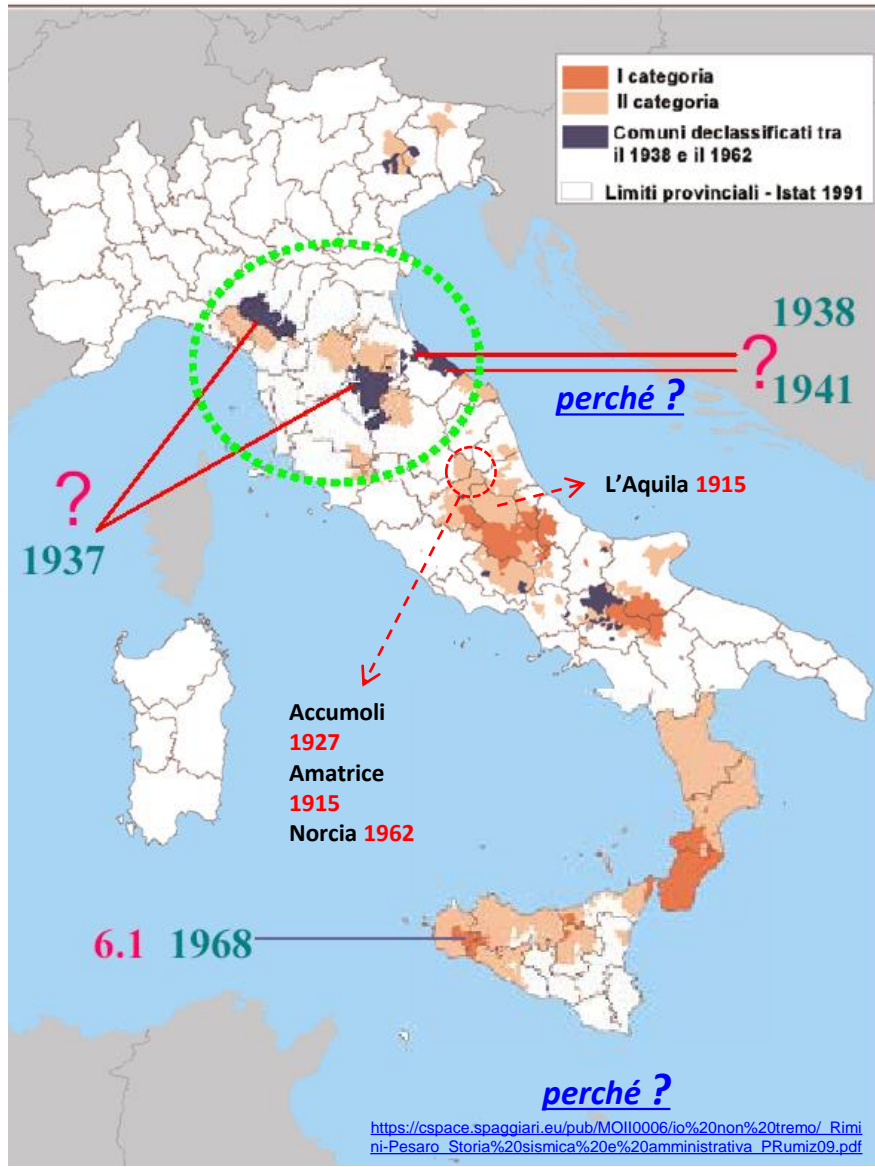 I categoria
II categoria
Comuni declassificati tra
il 1938 e il 1962
Limiti provinciali - Istat 1991
1938
?
1941
perché ?
L'Aquila 1915
?
1937
Accumoli
1927
Amatrice
1915
Norcia 1962
6.1 1968
perché ?
https://cspace.spaggiari.eu/pub/MOII0006/io%20non%20tremo/_Rimi
ni-Pesaro_Storia%20sismica%20e%20amministrativa_PRumiz09.pdf